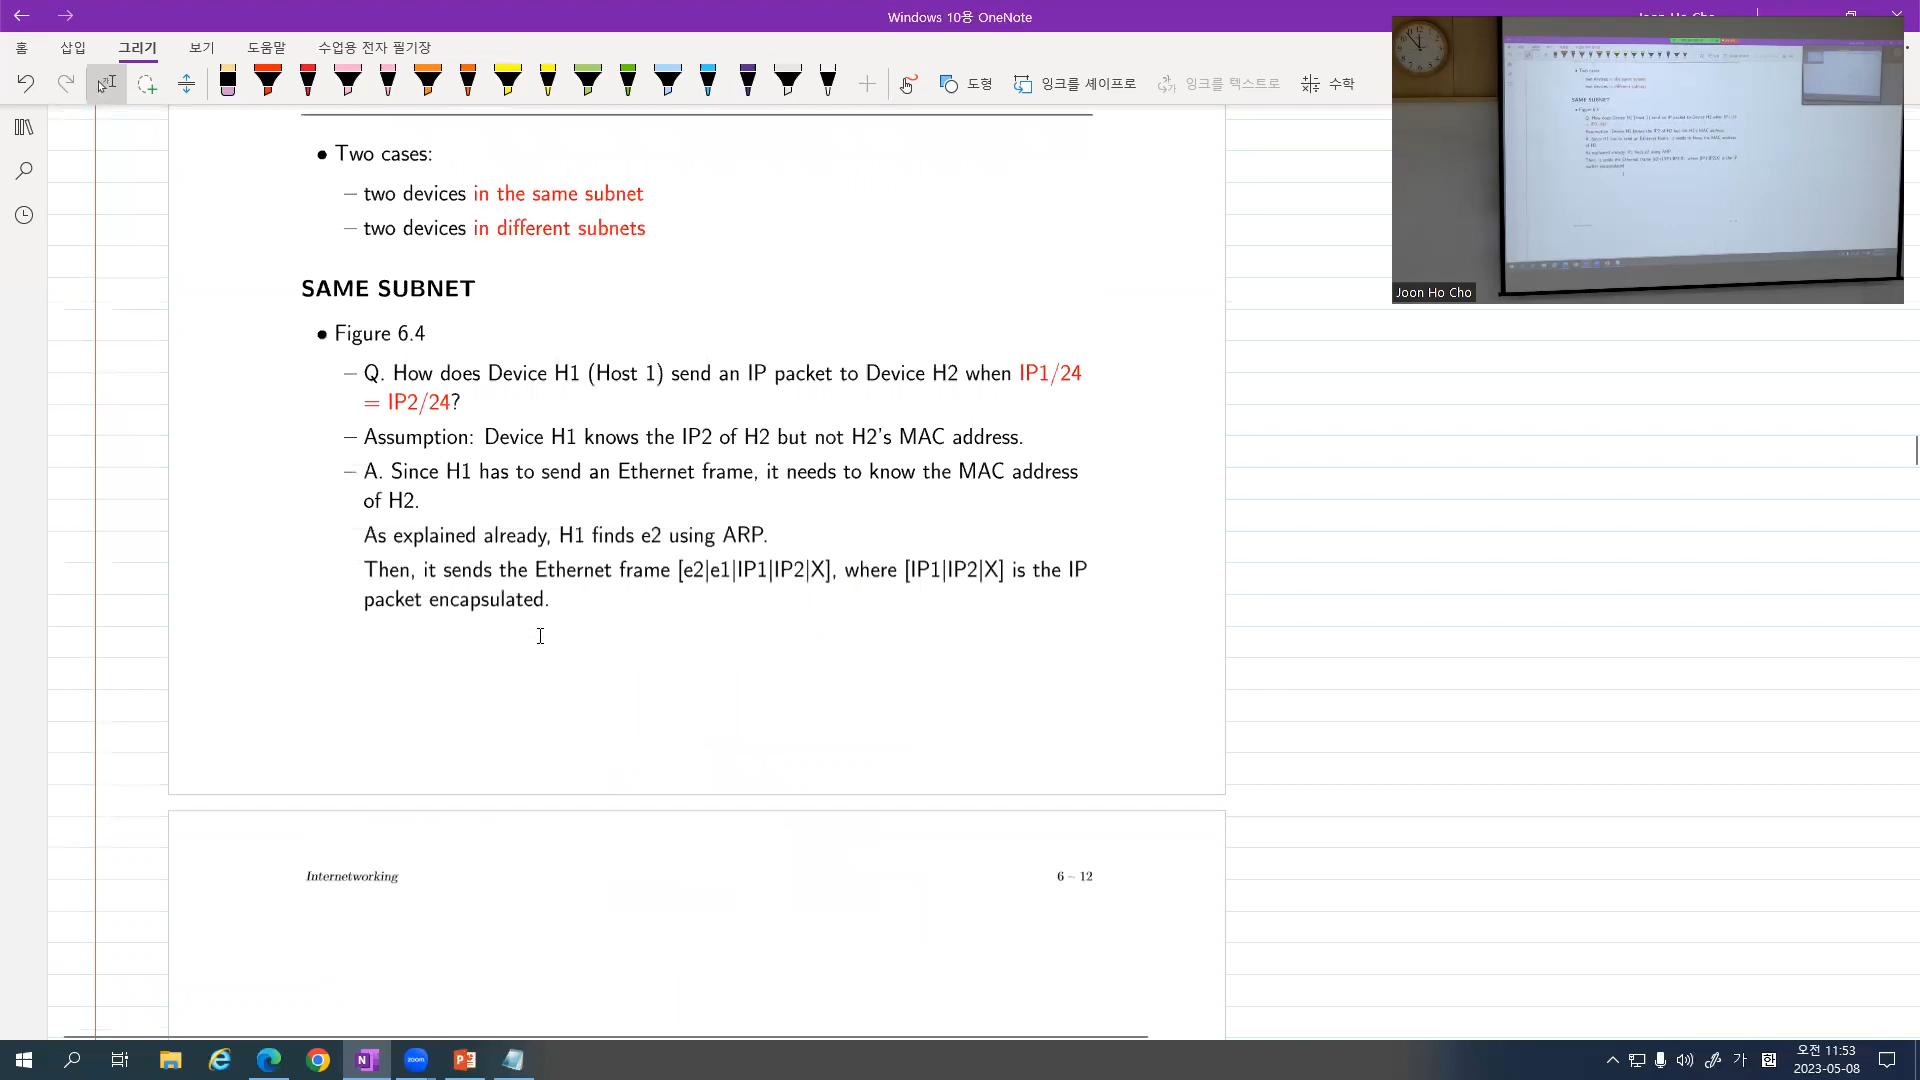 Windows 10용 OneNote
홈 삽입 그리기 보기 도움말 수업용 전자 필기장
도형 잉크를 셰이프로 잉크를 텍스트로 수학
● Two cases:
– two devices in the same subnet
– two devices in different subnets
SAME SUBNET
● Figure 6.4
– Q. How does Device H1 (Host 1) send an IP packet to Device H2 when IP1/24
= IP2/24?
– Assumption: Device H1 knows the IP2 of H2 but not H2's MAC address.
– A. Since H1 has to send an Ethernet frame, it needs to know the MAC address
of H2.
As explained already, H1 finds e2 using ARP.
Then, it sends the Ethernet frame [e2|e1|IP1|IP2|X], where [IP1|IP2|X] is the IP
packet encapsulated.
Internetworking 6 – 12
Joon Ho Cho
zoom
가 한
오전 11:53
2023-05-08